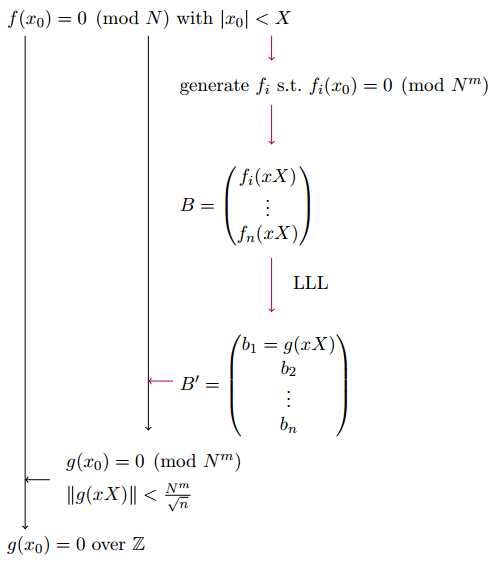 f(x₀) = 0 (mod N) with |x₀| < X
generate fᵢ s.t. fᵢ(x₀) = 0 (mod Nᵐ)
B = ( fᵢ(xX)
⋮
fₙ(xX) )
LLL
B′ = ( b₁ = g(xX)
b₂
⋮
bₙ )
g(x₀) = 0 (mod Nᵐ)
‖g(xX)‖ < Nᵐ/√n
g(x₀) = 0 over ℤ